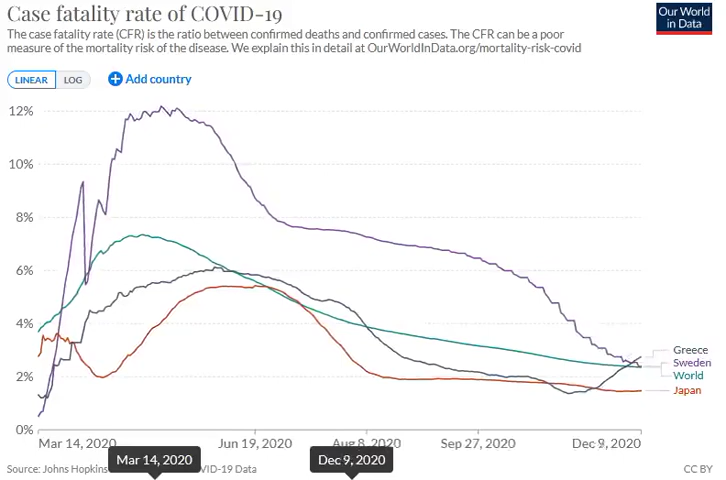 Case fatality rate of COVID-19
Our World
in Data
The case fatality rate (CFR) is the ratio between confirmed deaths and confirmed cases. The CFR can be a poor
measure of the mortality risk of the disease. We explain this in detail at OurWorldInData.org/mortality-risk-covid
LINEAR LOG + Add country
12%
10%
8%
6%
4%
2%
0%
Greece
Sweden
World
Japan
Mar 14, 2020 Jun 19, 2020 Aug 8, 2020 Sep 27, 2020 Dec 9, 2020
Mar 14, 2020 Dec 9, 2020
Source: Johns Hopkins VID-19 Data CC BY